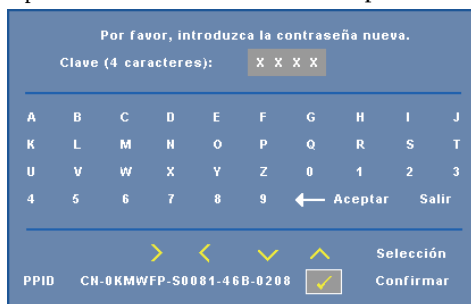 Por favor, introduzca la contraseña nueva.
Clave (4 caracteres): X X X X
A B C D E F G H I J
K L M N O P Q R S T
U V W X Y Z 0 1 2 3
4 5 6 7 8 9 ← Aceptar Salir
Selección
PPID CN-0KMWFP-S0081-46B-0208 ✓ Confirmar